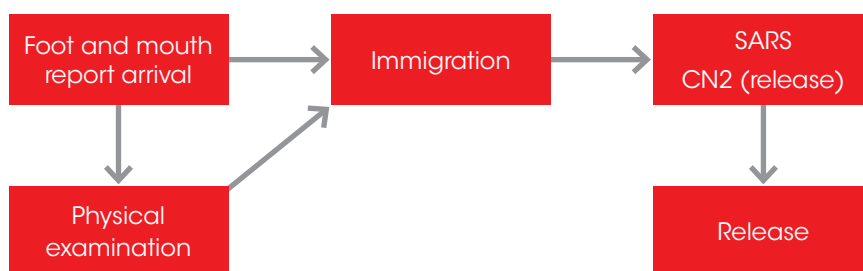 Foot and mouth
report arrival
Immigration
SARS
CN2 (release)
Physical
examination
Release